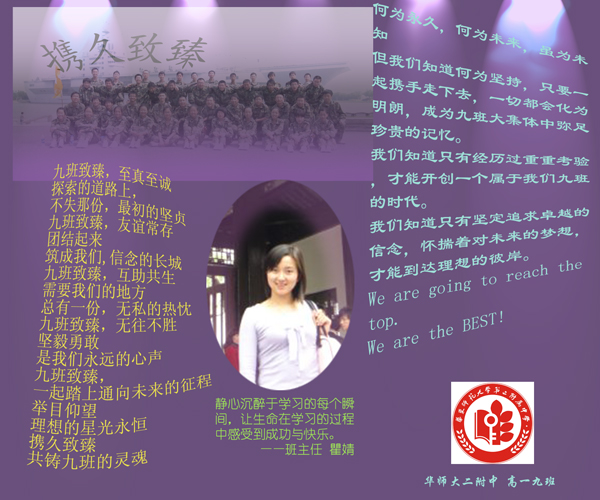 携久致臻
何为永久，何为未来，虽为未
知
但我们知道何为坚持，只要一
起携手走下去，一切都会化为
明朗，成为九班大集体中弥足
珍贵的记忆。
我们知道只有经历过重重考验
，才能开创一个属于我们九班
的时代。
我们知道只有坚定追求卓越的
信念，怀揣着对未来的梦想，
才能到达理想的彼岸。
We are going to reach the
top.
We are the BEST!
九班致臻，至真至诚
探索的道路上，
不失那份，最初的坚贞
九班致臻，友谊常存
团结起来
筑成我们,信念的长城
九班致臻，互助共生
需要我们的地方
总有一份，无私的热忱
九班致臻，无往不胜
坚毅勇敢
是我们永远的心声
九班致臻，
一起踏上通向未来的征程
举目仰望
理想的星光永恒
携久致臻
共铸九班的灵魂
静心沉醉于学习的每个瞬
间，让生命在学习的过程
中感受到成功与快乐。
——班主任 瞿婧
华东师范大学第二附属中学
华师大二附中 高一九班